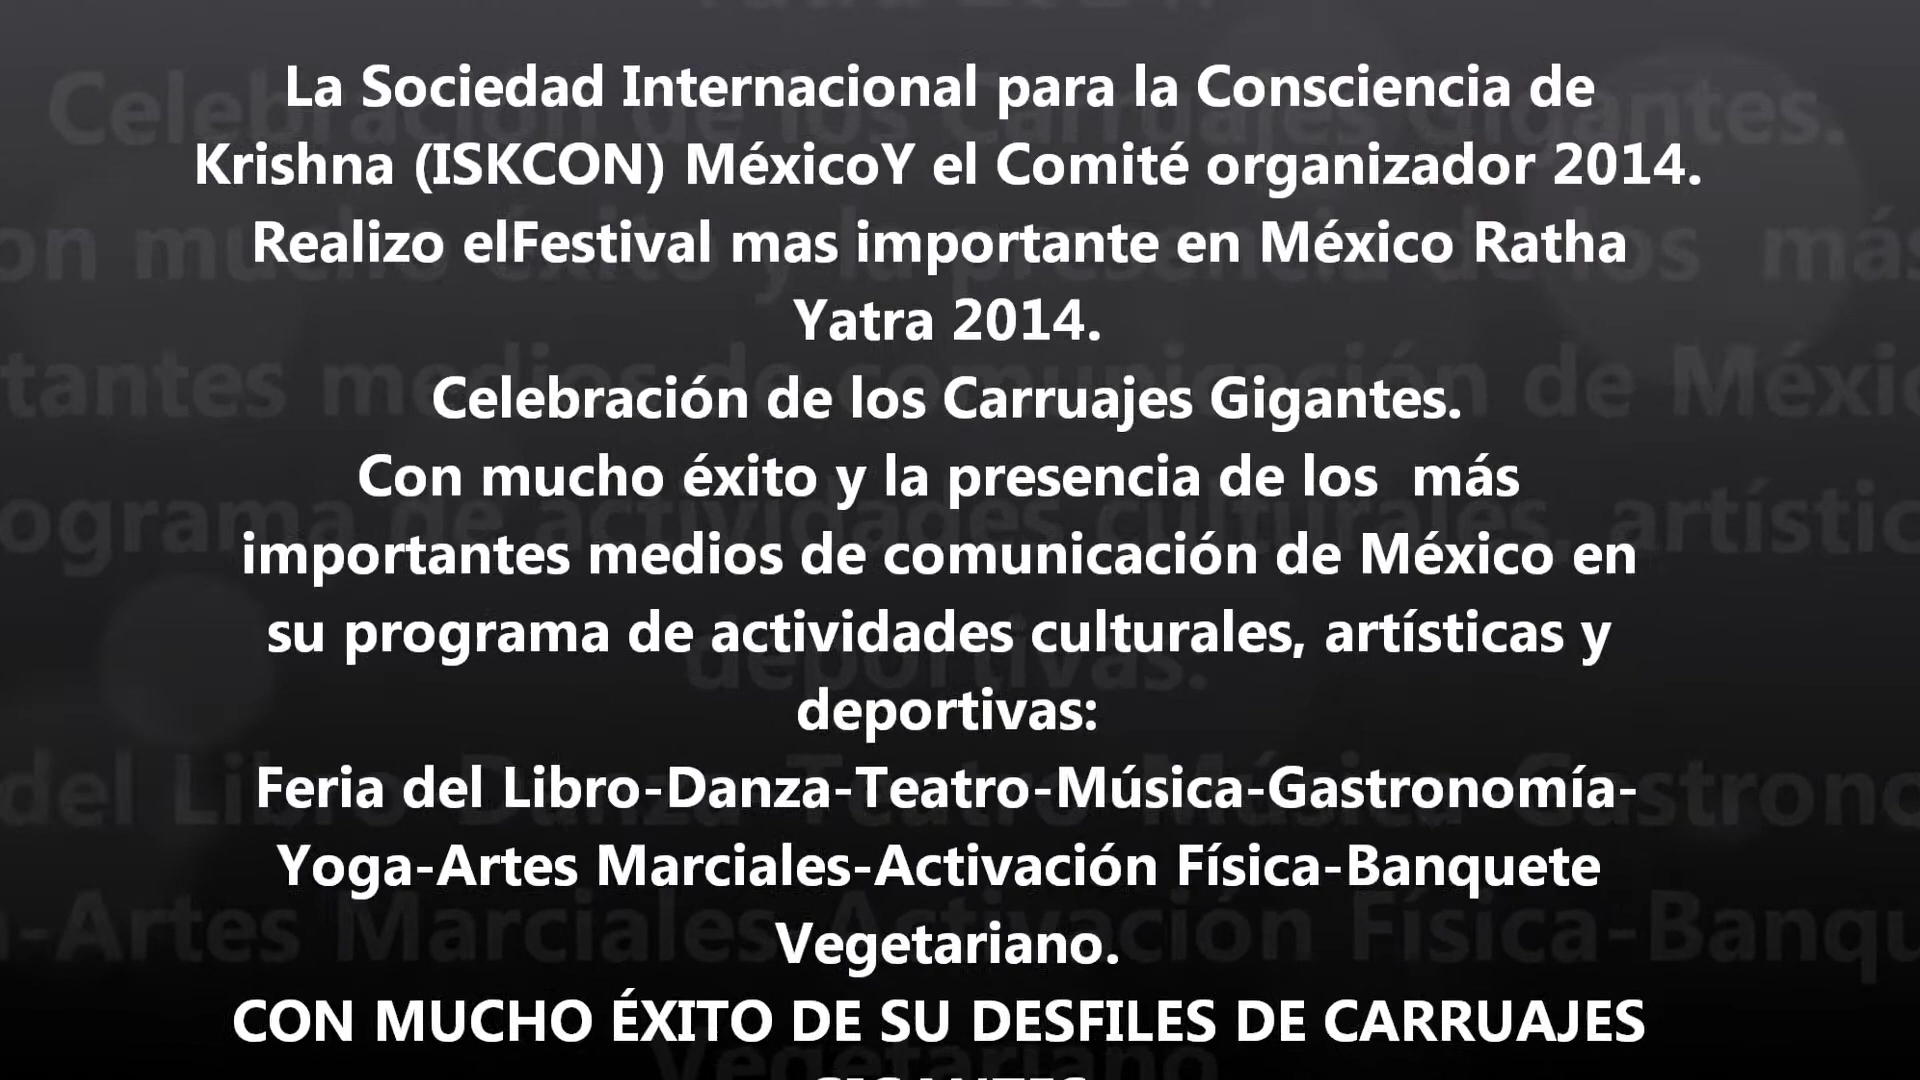 La Sociedad Internacional para la Consciencia de
Krishna (ISKCON) MéxicoY el Comité organizador 2014.
Realizo elFestival mas importante en México Ratha
Yatra 2014.
Celebración de los Carruajes Gigantes.
Con mucho éxito y la presencia de los  más
importantes medios de comunicación de México en
su programa de actividades culturales, artísticas y
deportivas:
Feria del Libro-Danza-Teatro-Música-Gastronomía-
Yoga-Artes Marciales-Activación Física-Banquete
Vegetariano.
CON MUCHO ÉXITO DE SU DESFILES DE CARRUAJES